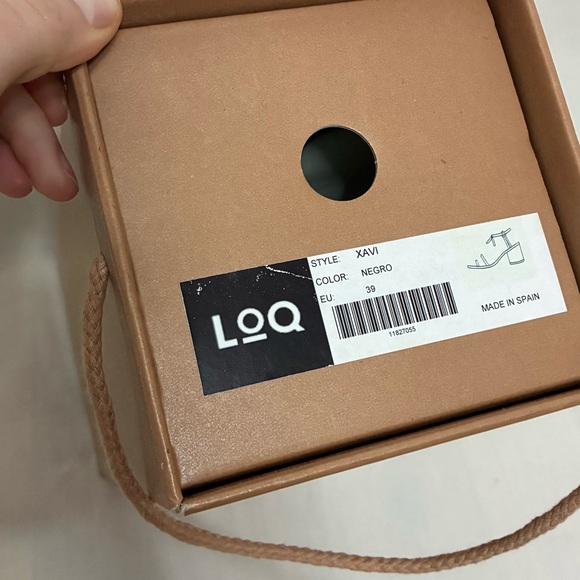 LOQ
STYLE: XAVI
COLOR: NEGRO
EU: 39
11827055
MADE IN SPAIN